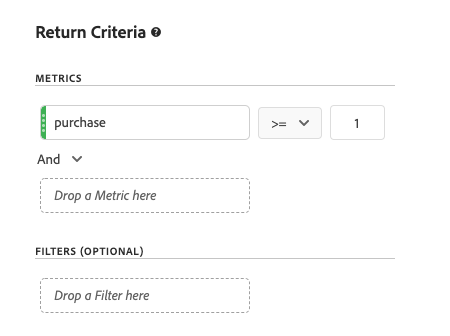 Return Criteria ?
METRICS
purchase >= 1
And
Drop a Metric here
FILTERS (OPTIONAL)
Drop a Filter here